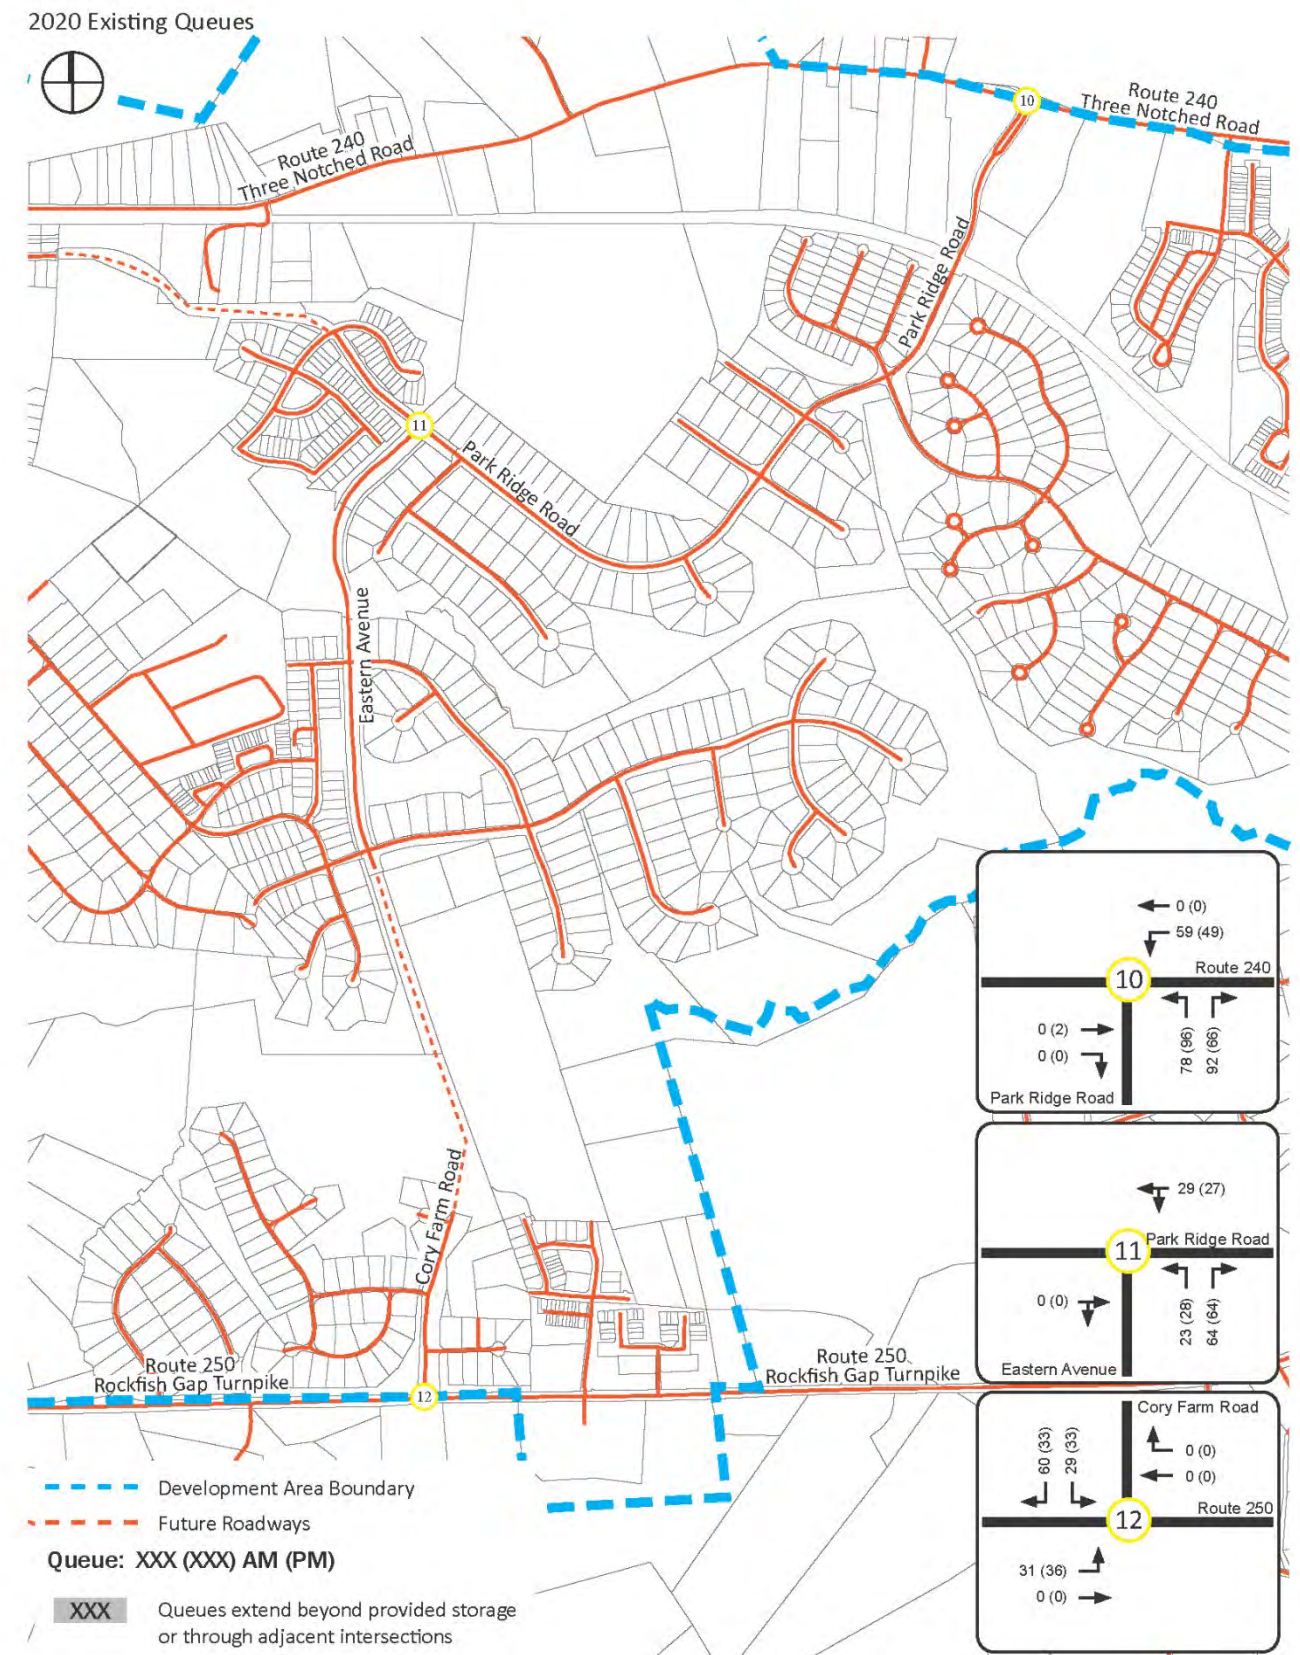 2020 Existing Queues
Route 240
Three Notched Road
10
Route 240
Three Notched Road
Park Ridge Road
11
Park Ridge Road
Eastern Avenue
Cory Farm Road
Route 250
Rockfish Gap Turnpike
12
Route 250
Rockfish Gap Turnpike
0 (0)
59 (49)
Route 240
10
0 (2)
0 (0)
78 (96)
92 (66)
Park Ridge Road
29 (27)
Park Ridge Road
11
0 (0)
23 (28)
64 (64)
Eastern Avenue
Cory Farm Road
60 (33)
29 (33)
0 (0)
0 (0)
Route 250
12
31 (36)
0 (0)
Development Area Boundary
Future Roadways
Queue: XXX (XXX) AM (PM)
XXX
Queues extend beyond provided storage
or through adjacent intersections